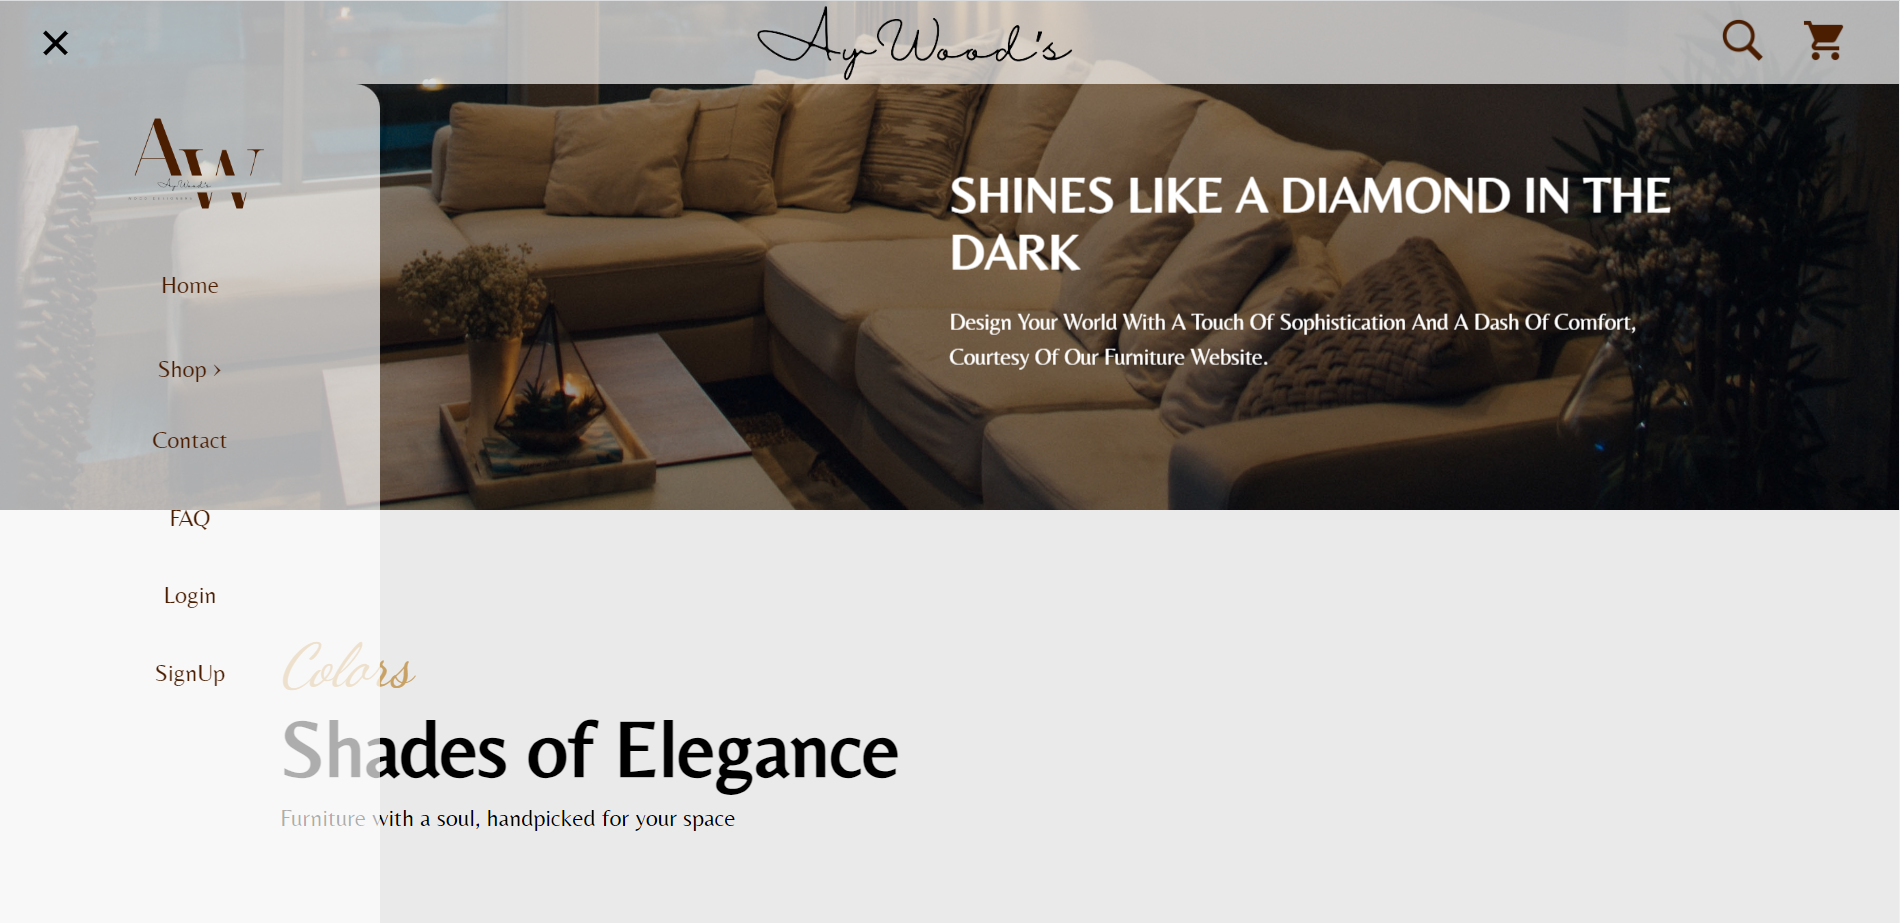 Ay Wood's
AW
Ay Wood's
Home
Shop ›
Contact
FAQ
Login
SignUp
SHINES LIKE A DIAMOND IN THE
DARK
Design Your World With A Touch Of Sophistication And A Dash Of Comfort,
Courtesy Of Our Furniture Website.
Colors
Shades of Elegance
Furniture with a soul, handpicked for your space